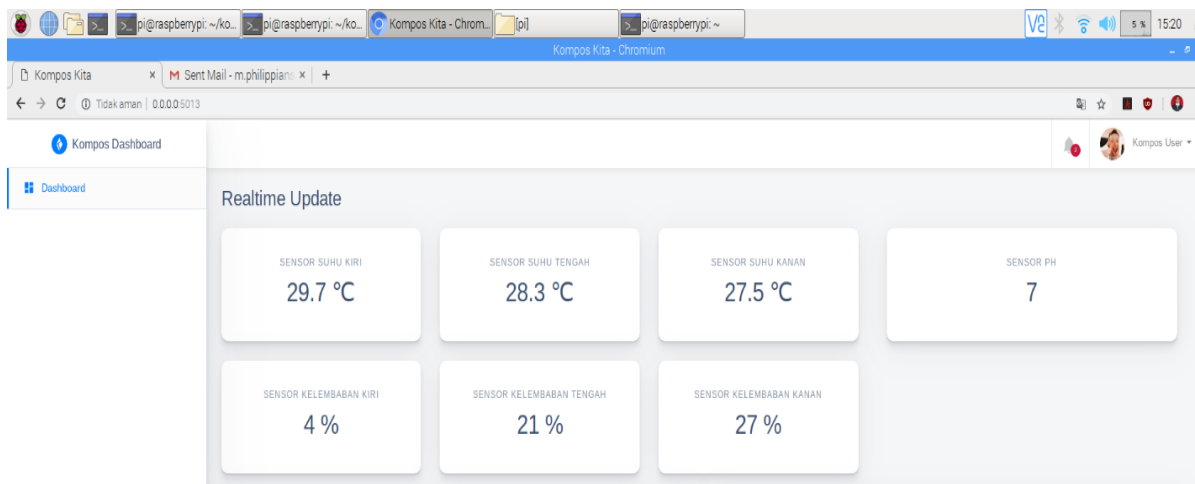 pi@raspberrypi: ~/ko...
pi@raspberrypi: ~/ko...
Kompos Kita - Chrom...
[pi]
pi@raspberrypi: ~
5 %
15:20
Kompos Kita - Chromium
Kompos Kita
Sent Mail - m.philippians
Tidak aman | 0.0.0.0:5013
Kompos Dashboard
Kompos User
Dashboard
Realtime Update
SENSOR SUHU KIRI
29.7 °C
SENSOR SUHU TENGAH
28.3 °C
SENSOR SUHU KANAN
27.5 °C
SENSOR PH
7
SENSOR KELEMBABAN KIRI
4 %
SENSOR KELEMBABAN TENGAH
21 %
SENSOR KELEMBABAN KANAN
27 %